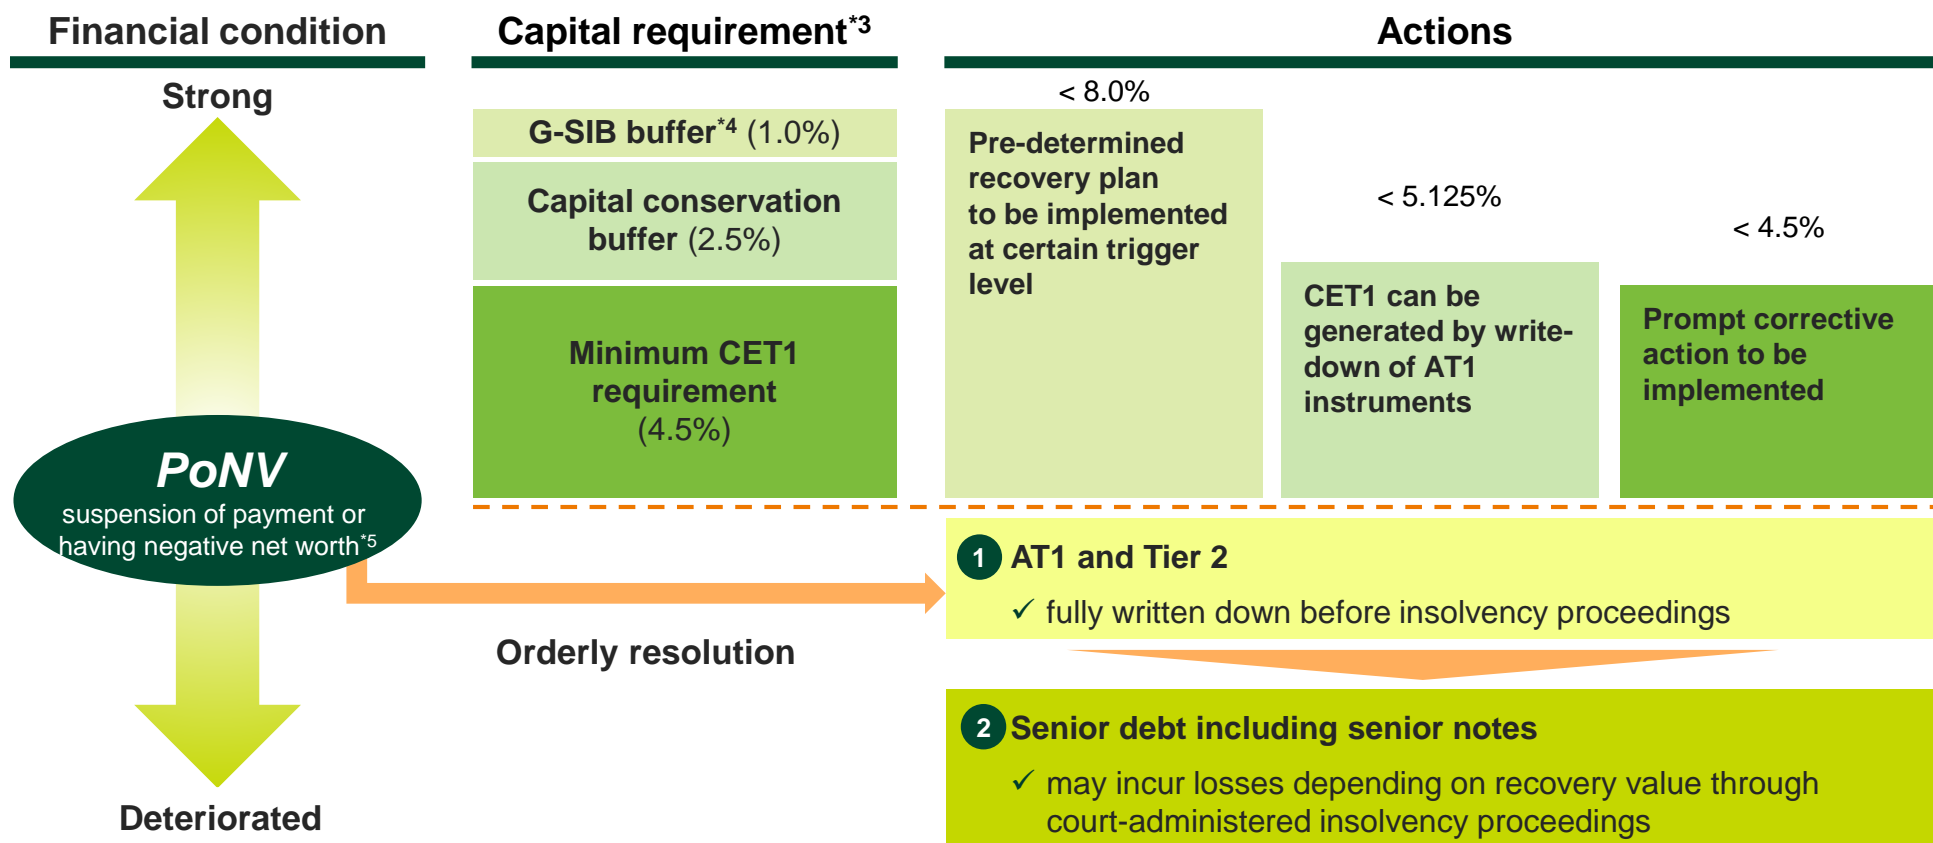 Financial condition
Capital requirement*3
Actions
Strong
G-SIB buffer*4 (1.0%)
Capital conservation
buffer (2.5%)
Minimum CET1
requirement
(4.5%)
PoNV
suspension of payment or
having negative net worth*5
Deteriorated
< 8.0%
Pre-determined
recovery plan
to be implemented
at certain trigger
level
< 5.125%
CET1 can be
generated by write-
down of AT1
instruments
< 4.5%
Prompt corrective
action to be
implemented
Orderly resolution
1 AT1 and Tier 2
✓ fully written down before insolvency proceedings
2 Senior debt including senior notes
✓ may incur losses depending on recovery value through
court-administered insolvency proceedings